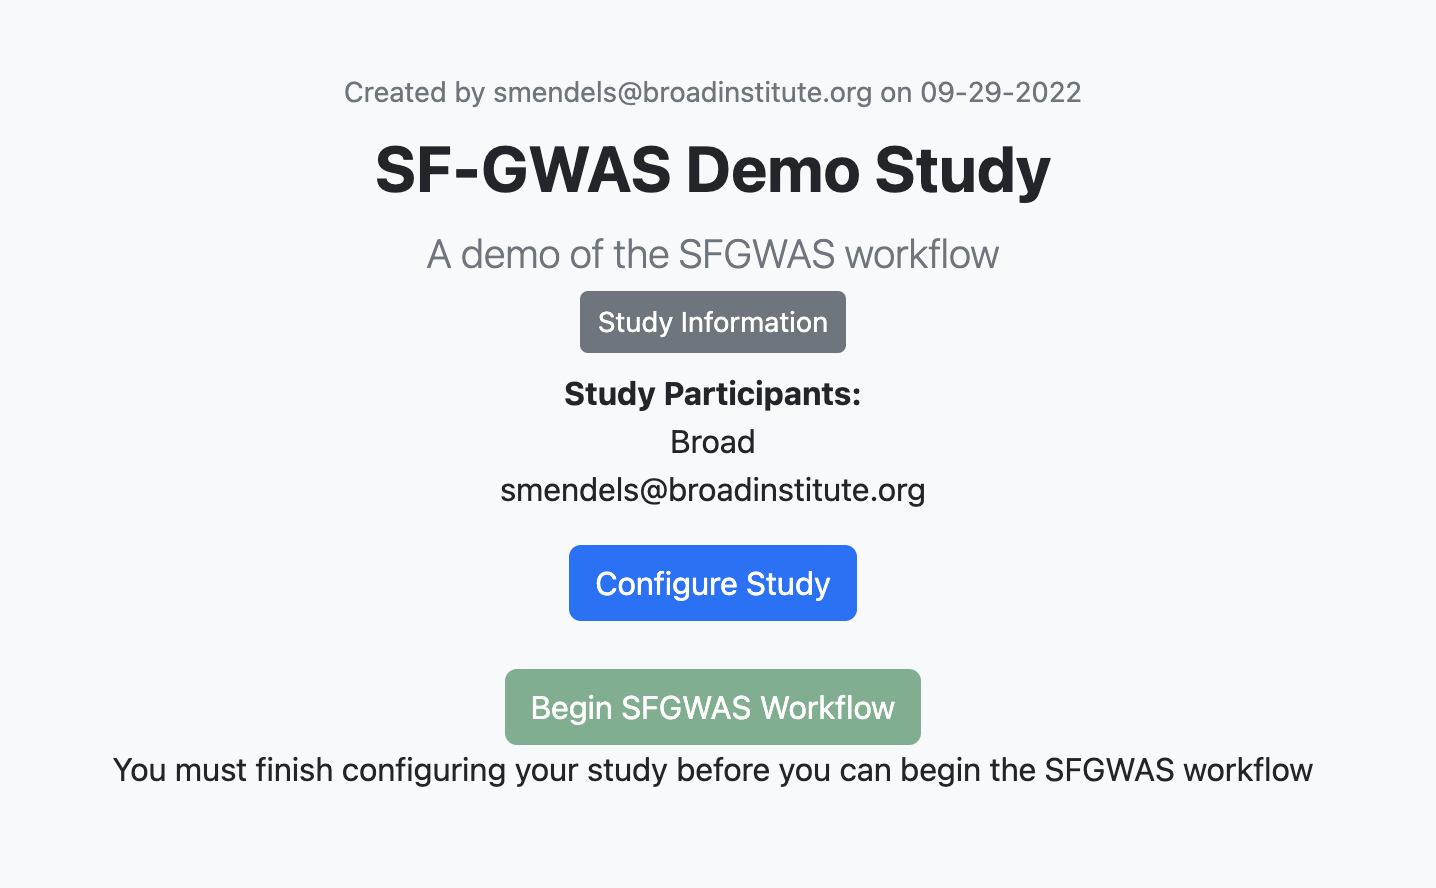 Created by smendels@broadinstitute.org on 09-29-2022
SF-GWAS Demo Study
A demo of the SFGWAS workflow
Study Information
Study Participants:
Broad
smendels@broadinstitute.org
Configure Study
Begin SFGWAS Workflow
You must finish configuring your study before you can begin the SFGWAS workflow